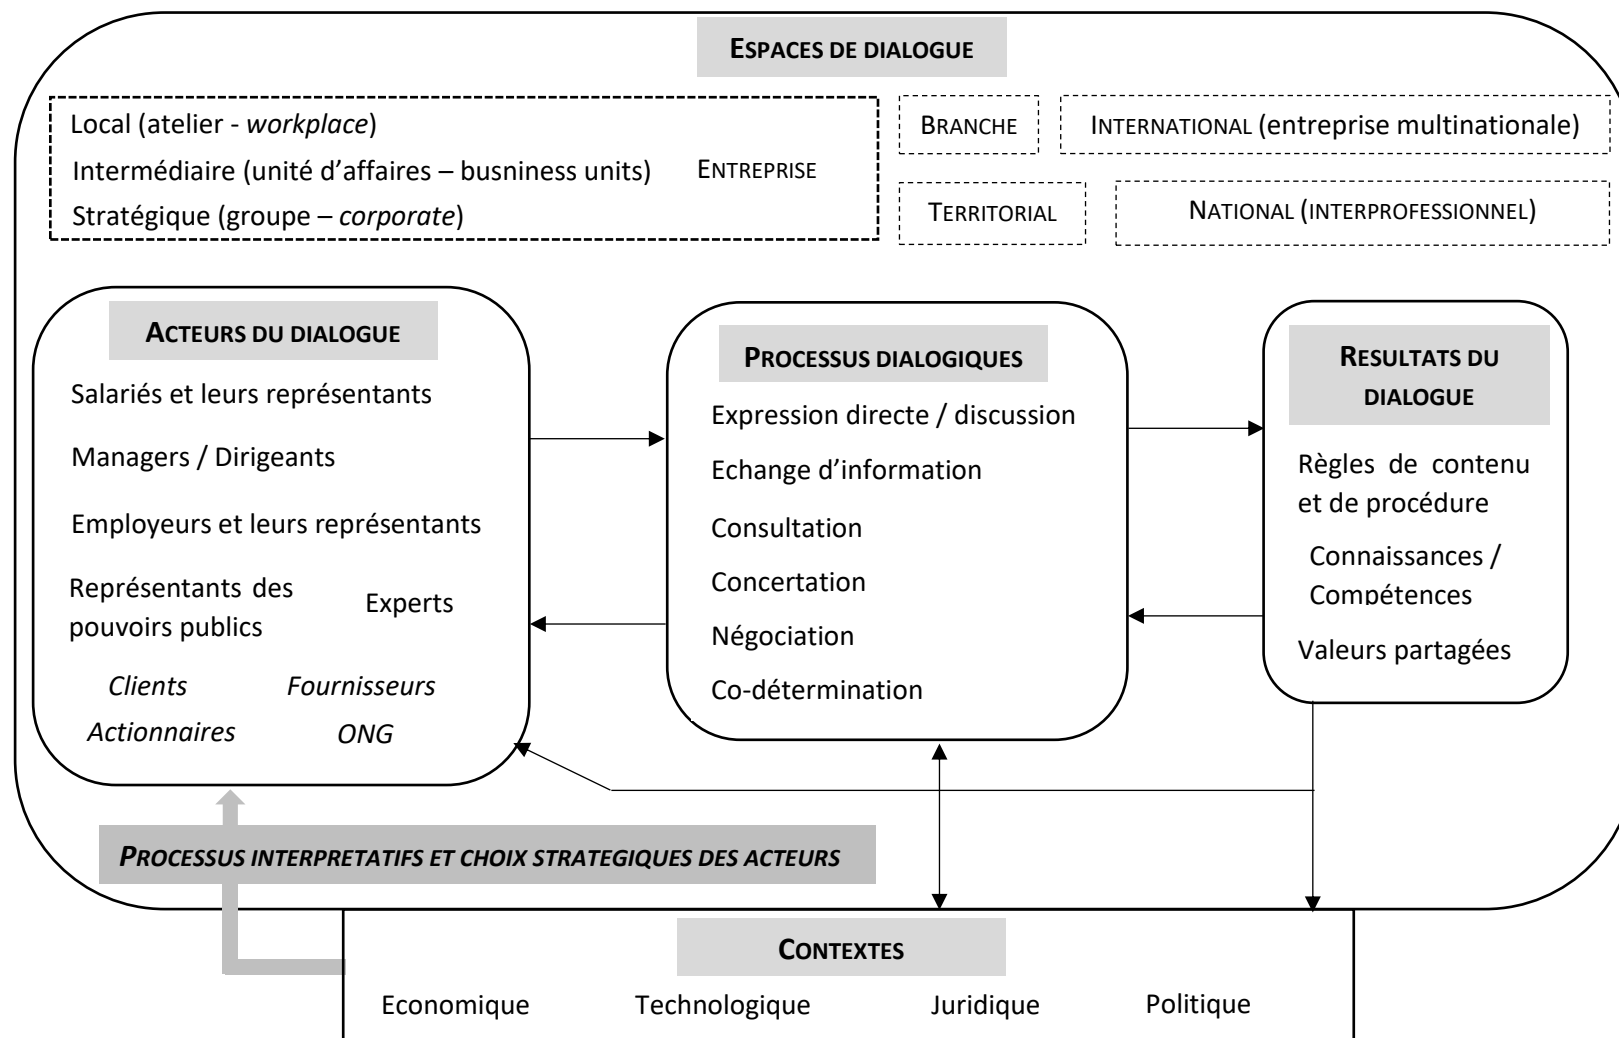 ESPACES DE DIALOGUE
Local (atelier - workplace)
Intermédiaire (unité d'affaires – busniness units)
ENTREPRISE
Stratégique (groupe – corporate)
BRANCHE
INTERNATIONAL (entreprise multinationale)
TERRITORIAL
NATIONAL (INTERPROFESSIONNEL)
ACTEURS DU DIALOGUE
Salariés et leurs représentants
Managers / Dirigeants
Employeurs et leurs représentants
Représentants des
pouvoirs publics
Experts
Clients
Fournisseurs
Actionnaires
ONG
PROCESSUS DIALOGIQUES
Expression directe / discussion
Echange d'information
Consultation
Concertation
Négociation
Co-détermination
RESULTATS DU
DIALOGUE
Règles de contenu
et de procédure
Connaissances /
Compétences
Valeurs partagées
PROCESSUS INTERPRETATIFS ET CHOIX STRATEGIQUES DES ACTEURS
CONTEXTES
Economique
Technologique
Juridique
Politique